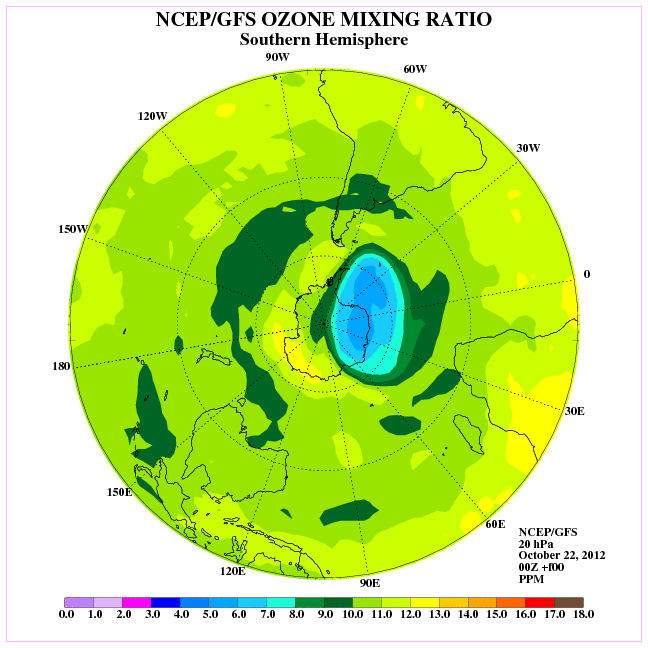 NCEP/GFS OZONE MIXING RATIO
Southern Hemisphere
90W
60W
120W
30W
150W
0
180
30E
150E
60E
120E
90E
NCEP/GFS
20 hPa
October 22, 2012
00Z +f00
PPM
0.0 1.0 2.0 3.0 4.0 5.0 6.0 7.0 8.0 9.0 10.0 11.0 12.0 13.0 14.0 15.0 16.0 17.0 18.0